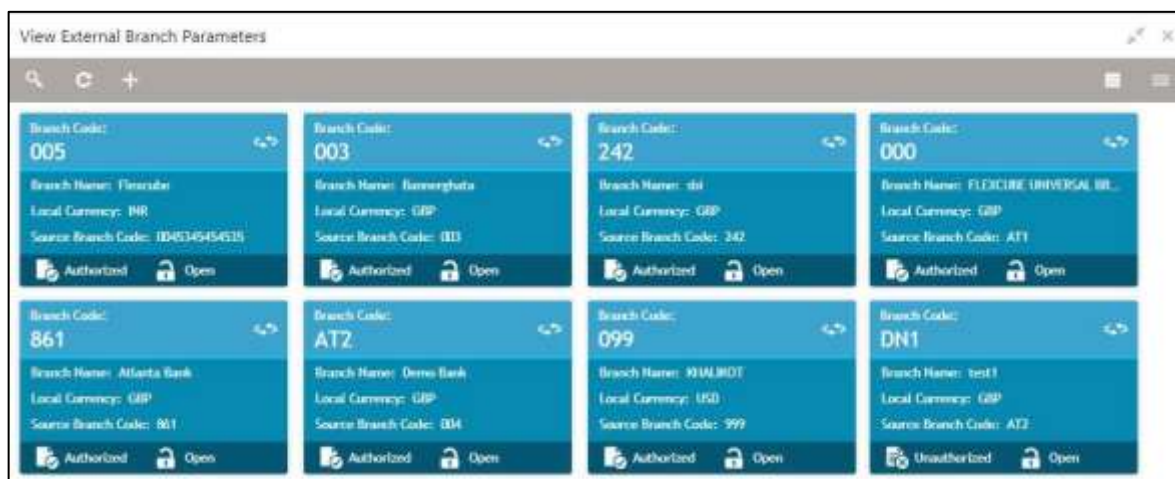 View External Branch Parameters
Branch Code:
005
Branch Name: Flexcube
Local Currency: INR
Source Branch Code: 0045345454535
Authorized Open
Branch Code:
003
Branch Name: Bannerghata
Local Currency: GBP
Source Branch Code: 003
Authorized Open
Branch Code:
242
Branch Name: sbi
Local Currency: GBP
Source Branch Code: 242
Authorized Open
Branch Code:
000
Branch Name: FLEXCUBE UNIVERSAL BR...
Local Currency: GBP
Source Branch Code: AT1
Authorized Open
Branch Code:
861
Branch Name: Atlanta Bank
Local Currency: GBP
Source Branch Code: 861
Authorized Open
Branch Code:
AT2
Branch Name: Demo Bank
Local Currency: GBP
Source Branch Code: 004
Authorized Open
Branch Code:
099
Branch Name:
Local Currency: USD
Source Branch Code: 999
Authorized Open
Branch Code:
DN1
Branch Name: test1
Local Currency: GBP
Source Branch Code: AT2
Unauthorized Open